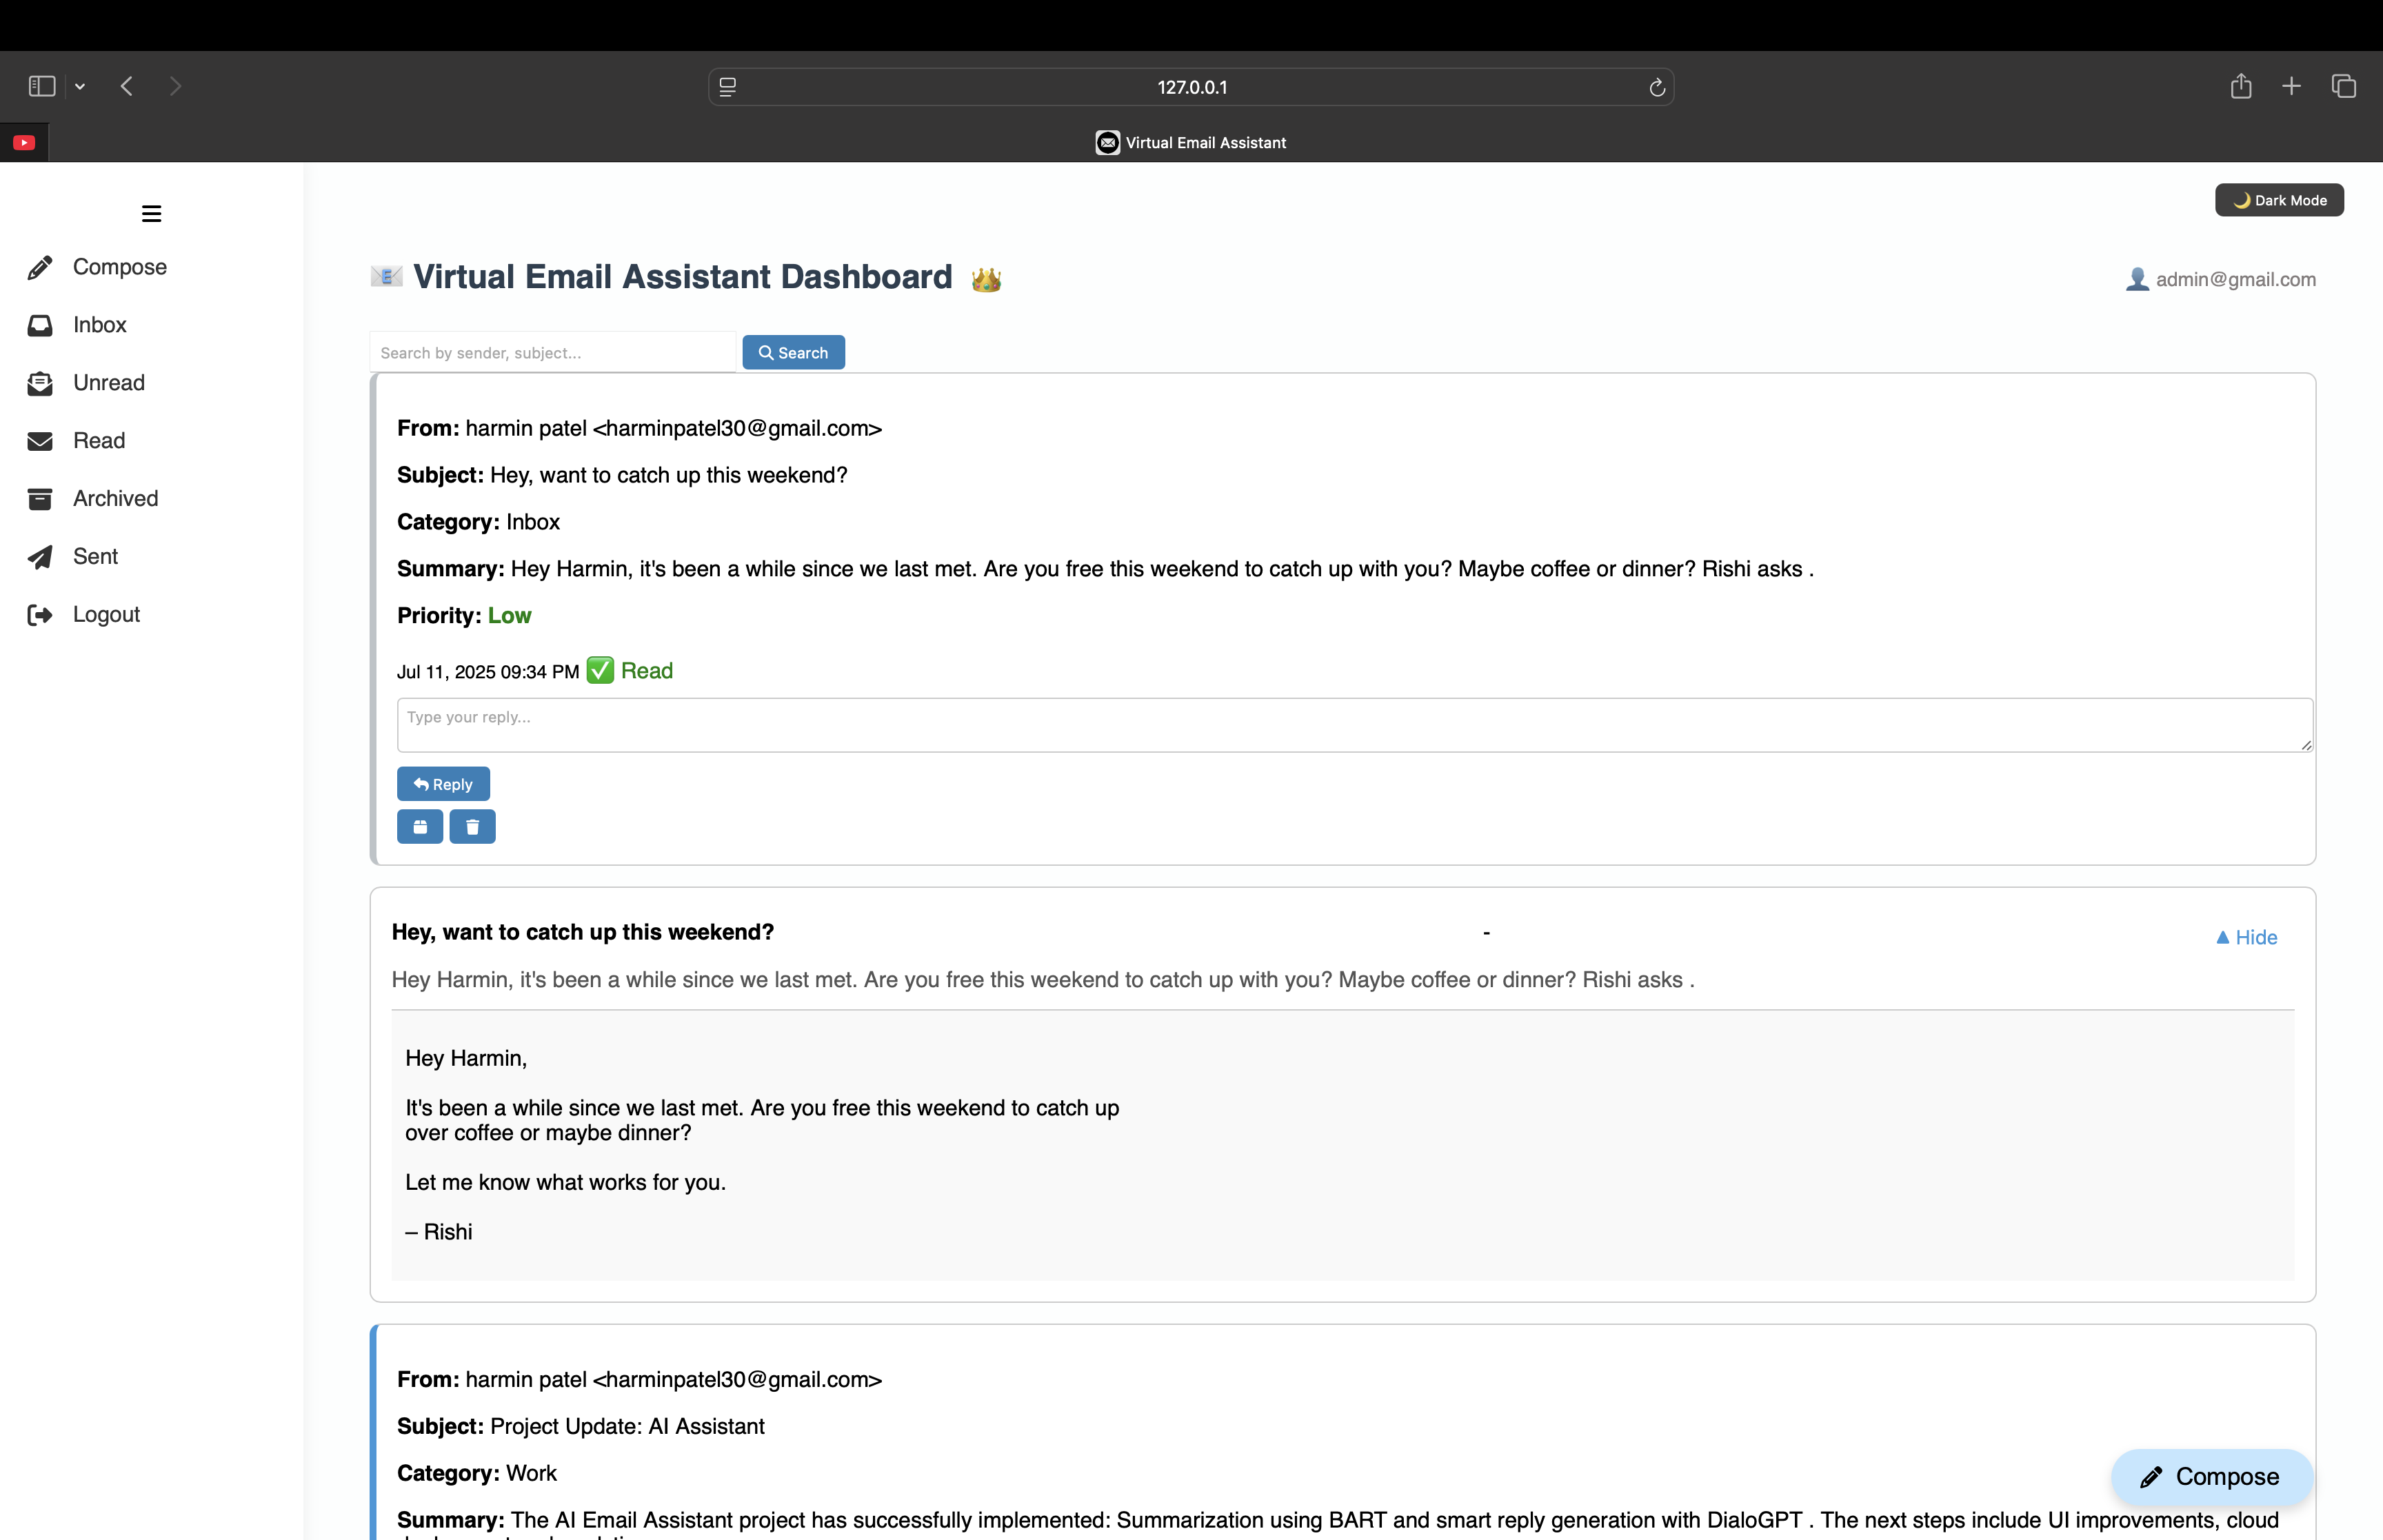 127.0.0.1
Virtual Email Assistant
🌙 Dark Mode
Compose
Inbox
Unread
Read
Archived
Sent
Logout
📧 Virtual Email Assistant Dashboard 👑
👤 admin@gmail.com
Search by sender, subject...
Search
From: harmin patel <harminpatel30@gmail.com>
Subject: Hey, want to catch up this weekend?
Category: Inbox
Summary: Hey Harmin, it's been a while since we last met. Are you free this weekend to catch up with you? Maybe coffee or dinner? Rishi asks .
Priority: Low
Jul 11, 2025 09:34 PM ✅ Read
Type your reply...
Reply
Hey, want to catch up this weekend? -
▲ Hide
Hey Harmin, it's been a while since we last met. Are you free this weekend to catch up with you? Maybe coffee or dinner? Rishi asks .
Hey Harmin,
It's been a while since we last met. Are you free this weekend to catch up
over coffee or maybe dinner?
Let me know what works for you.
– Rishi
From: harmin patel <harminpatel30@gmail.com>
Subject: Project Update: AI Assistant
Category: Work
Summary: The AI Email Assistant project has successfully implemented: Summarization using BART and smart reply generation with DialoGPT . The next steps include UI improvements, cloud
Compose